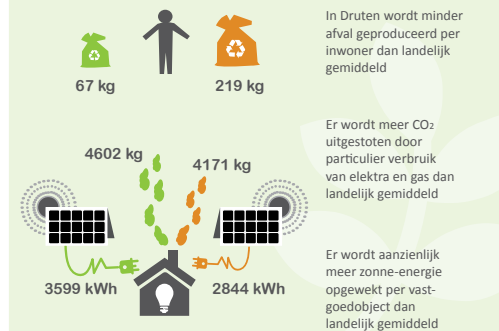 In Druten wordt minder
afval geproduceerd per
inwoner dan landelijk
gemiddeld
67 kg
219 kg
Er wordt meer CO₂
uitgestoten door
particulier verbruik
van elektra en gas dan
landelijk gemiddeld
4602 kg
4171 kg
Er wordt aanzienlijk
meer zonne-energie
opgewekt per vast-
goedobject dan
landelijk gemiddeld
3599 kWh
2844 kWh